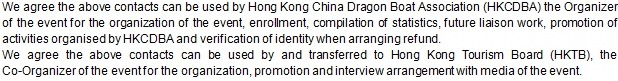 We agree the above contacts can be used by Hong Kong China Dragon Boat Association (HKCDBA) the Organizer
of the event for the organization of the event, enrollment, compilation of statistics, future liaison work, promotion of
activities organised by HKCDBA and verification of identity when arranging refund.
We agree the above contacts can be used by and transferred to Hong Kong Tourism Board (HKTB), the
Co-Organizer of the event for the organization, promotion and interview arrangement with media of the event.